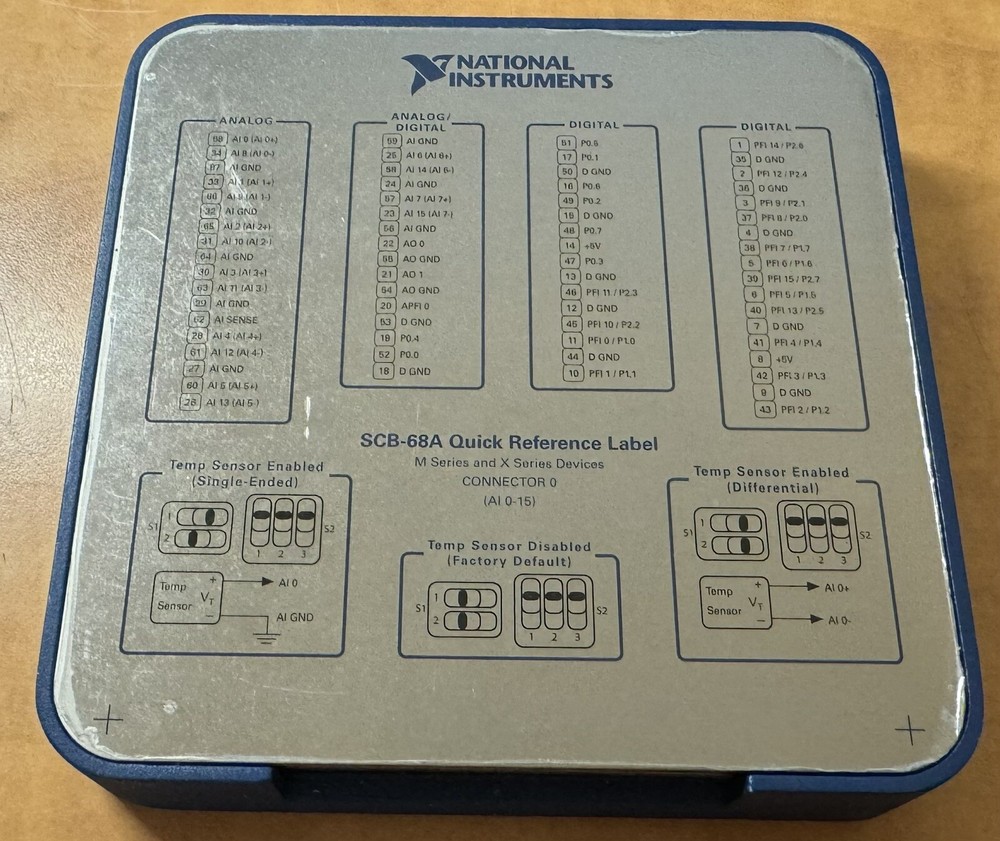 NATIONAL
INSTRUMENTS
ANALOG
68 AI 0 (AI 0+)
34 AI 8 (AI 0-)
67 AI GND
33 AI 1 (AI 1+)
66 AI 9 (AI 1-)
32 AI GND
65 AI 2 (AI 2+)
31 AI 10 (AI 2-)
64 AI GND
30 AI 3 (AI 3+)
63 AI 11 (AI 3-)
29 AI GND
62 AI SENSE
28 AI 4 (AI 4+)
61 AI 12 (AI 4-)
27 AI GND
60 AI 5 (AI 5+)
26 AI 13 (AI 5-)
ANALOG/
DIGITAL
59 AI GND
25 AI 6 (AI 6+)
58 AI 14 (AI 6-)
24 AI GND
57 AI 7 (AI 7+)
23 AI 15 (AI 7-)
56 AI GND
22 AO 0
55 AO GND
21 AO 1
54 AO GND
20 APFI 0
53 D GND
19 P0.4
52 P0.0
18 D GND
DIGITAL
51 P0.5
17 P0.1
50 D GND
16 P0.6
49 P0.2
15 D GND
48 P0.7
14 +5V
47 P0.3
13 D GND
46 PFI 11 / P2.3
12 D GND
45 PFI 10 / P2.2
11 PFI 0 / P1.0
44 D GND
10 PFI 1 / P1.1
DIGITAL
1 PFI 14 / P2.6
35 D GND
2 PFI 12 / P2.4
36 D GND
3 PFI 9 / P2.1
37 PFI 8 / P2.0
4 D GND
38 PFI 7 / P1.7
5 PFI 6 / P1.6
39 PFI 15 / P2.7
6 PFI 5 / P1.5
40 PFI 13 / P2.5
7 D GND
41 PFI 4 / P1.4
8 +5V
42 PFI 3 / P1.3
9 D GND
43 PFI 2 / P1.2
SCB-68A Quick Reference Label
M Series and X Series Devices
CONNECTOR 0
(AI 0-15)
Temp Sensor Enabled
(Single-Ended)
S1 1 2
S2 1 2 3
Temp
Sensor
+ VT −
AI 0
AI GND
Temp Sensor Disabled
(Factory Default)
S1 1 2
S2 1 2 3
Temp Sensor Enabled
(Differential)
S1 1 2
S2 1 2 3
Temp
Sensor
+ VT −
AI 0+
AI 0-